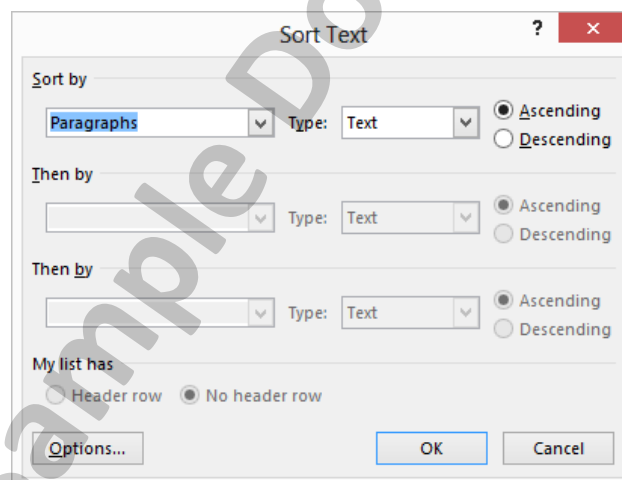 Sort Text ?
Sort by
Paragraphs Type: Text Ascending
Descending
Then by
Type: Text Ascending
Descending
Then by
Type: Text Ascending
Descending
My list has
Header row No header row
Options... OK Cancel
ample Do